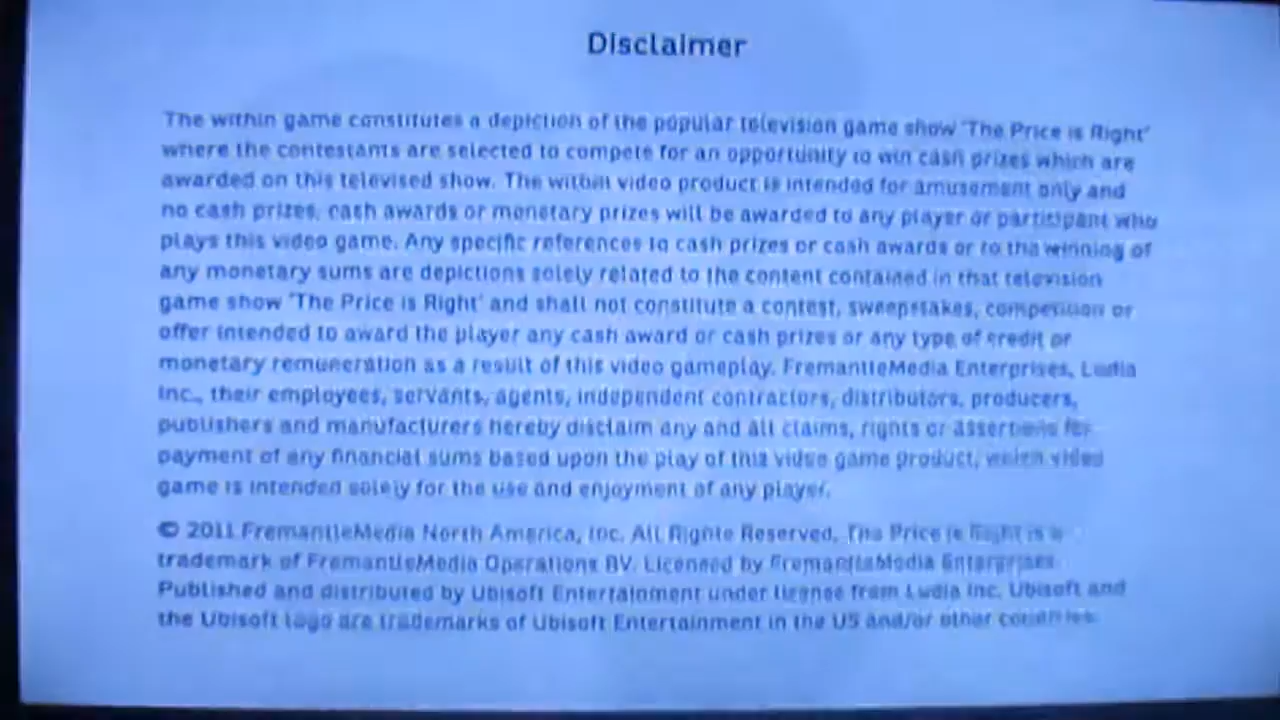 Disclaimer
The within game constitutes a depiction of the popular television game show 'The Price is Right'
where the contestants are selected to compete for an opportunity to win cash prizes which are
awarded on this televised show. The within video product is intended for amusement only and
no cash prizes, cash awards or monetary prizes will be awarded to any player or participant who
plays this video game. Any specific references to cash prizes or cash awards or to the winning of
any monetary sums are depictions solely related to the content contained in that television
game show 'The Price is Right' and shall not constitute a contest, sweepstakes, competition or
offer intended to award the player any cash award or cash prizes or any type of credit or
monetary remuneration as a result of this video gameplay. FremantleMedia Enterprises, Ludia
Inc., their employees, servants, agents, independent contractors, distributors, producers,
publishers and manufacturers hereby disclaim any and all claims, rights or assertions for
payment of any financial sums based upon the play of this video game product, which video
game is intended solely for the use and enjoyment of any player.
© 2011 FremantleMedia North America, Inc. All Rights Reserved. The Price is Right is a
trademark of FremantleMedia Operations BV. Licensed by FremantleMedia Enterprises.
Published and distributed by Ubisoft Entertainment under license from Ludia Inc. Ubisoft and
the Ubisoft logo are trademarks of Ubisoft Entertainment in the US and/or other countries.